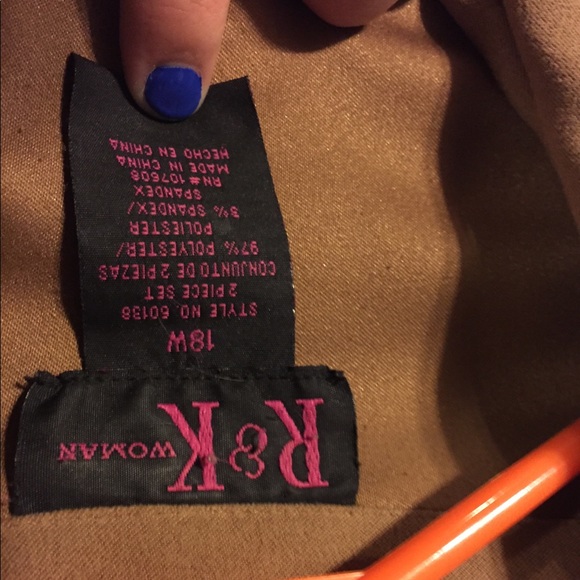 R&K WOMAN
18W
STYLE NO. 60136
2 PIECE SET
CONJUNTO DE 2 PIEZAS
97% POLYESTER/
POLIESTER
3% SPANDEX/
SPANDEX
RN# 107608
MADE IN CHINA
HECHO EN CHINA